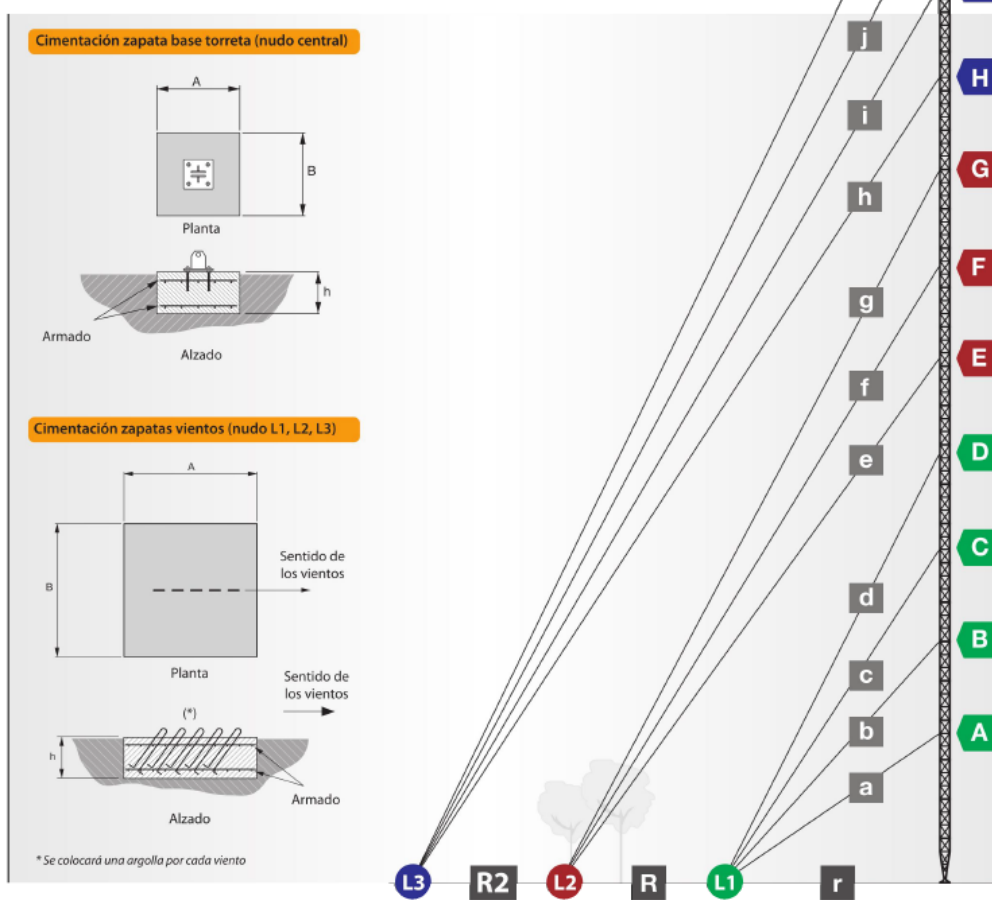 Cimentación zapata base torreta (nudo central)
A
B
Planta
h
Armado
Alzado
Cimentación zapatas vientos (nudo L1, L2, L3)
A
B
Sentido de
los vientos
Planta
Sentido de
los vientos
(*)
h
Armado
Alzado
* Se colocará una argolla por cada viento
j
i
H
h
G
g
F
f
E
e
D
d
C
c
B
b
A
a
L3
R2
L2
R
L1
r